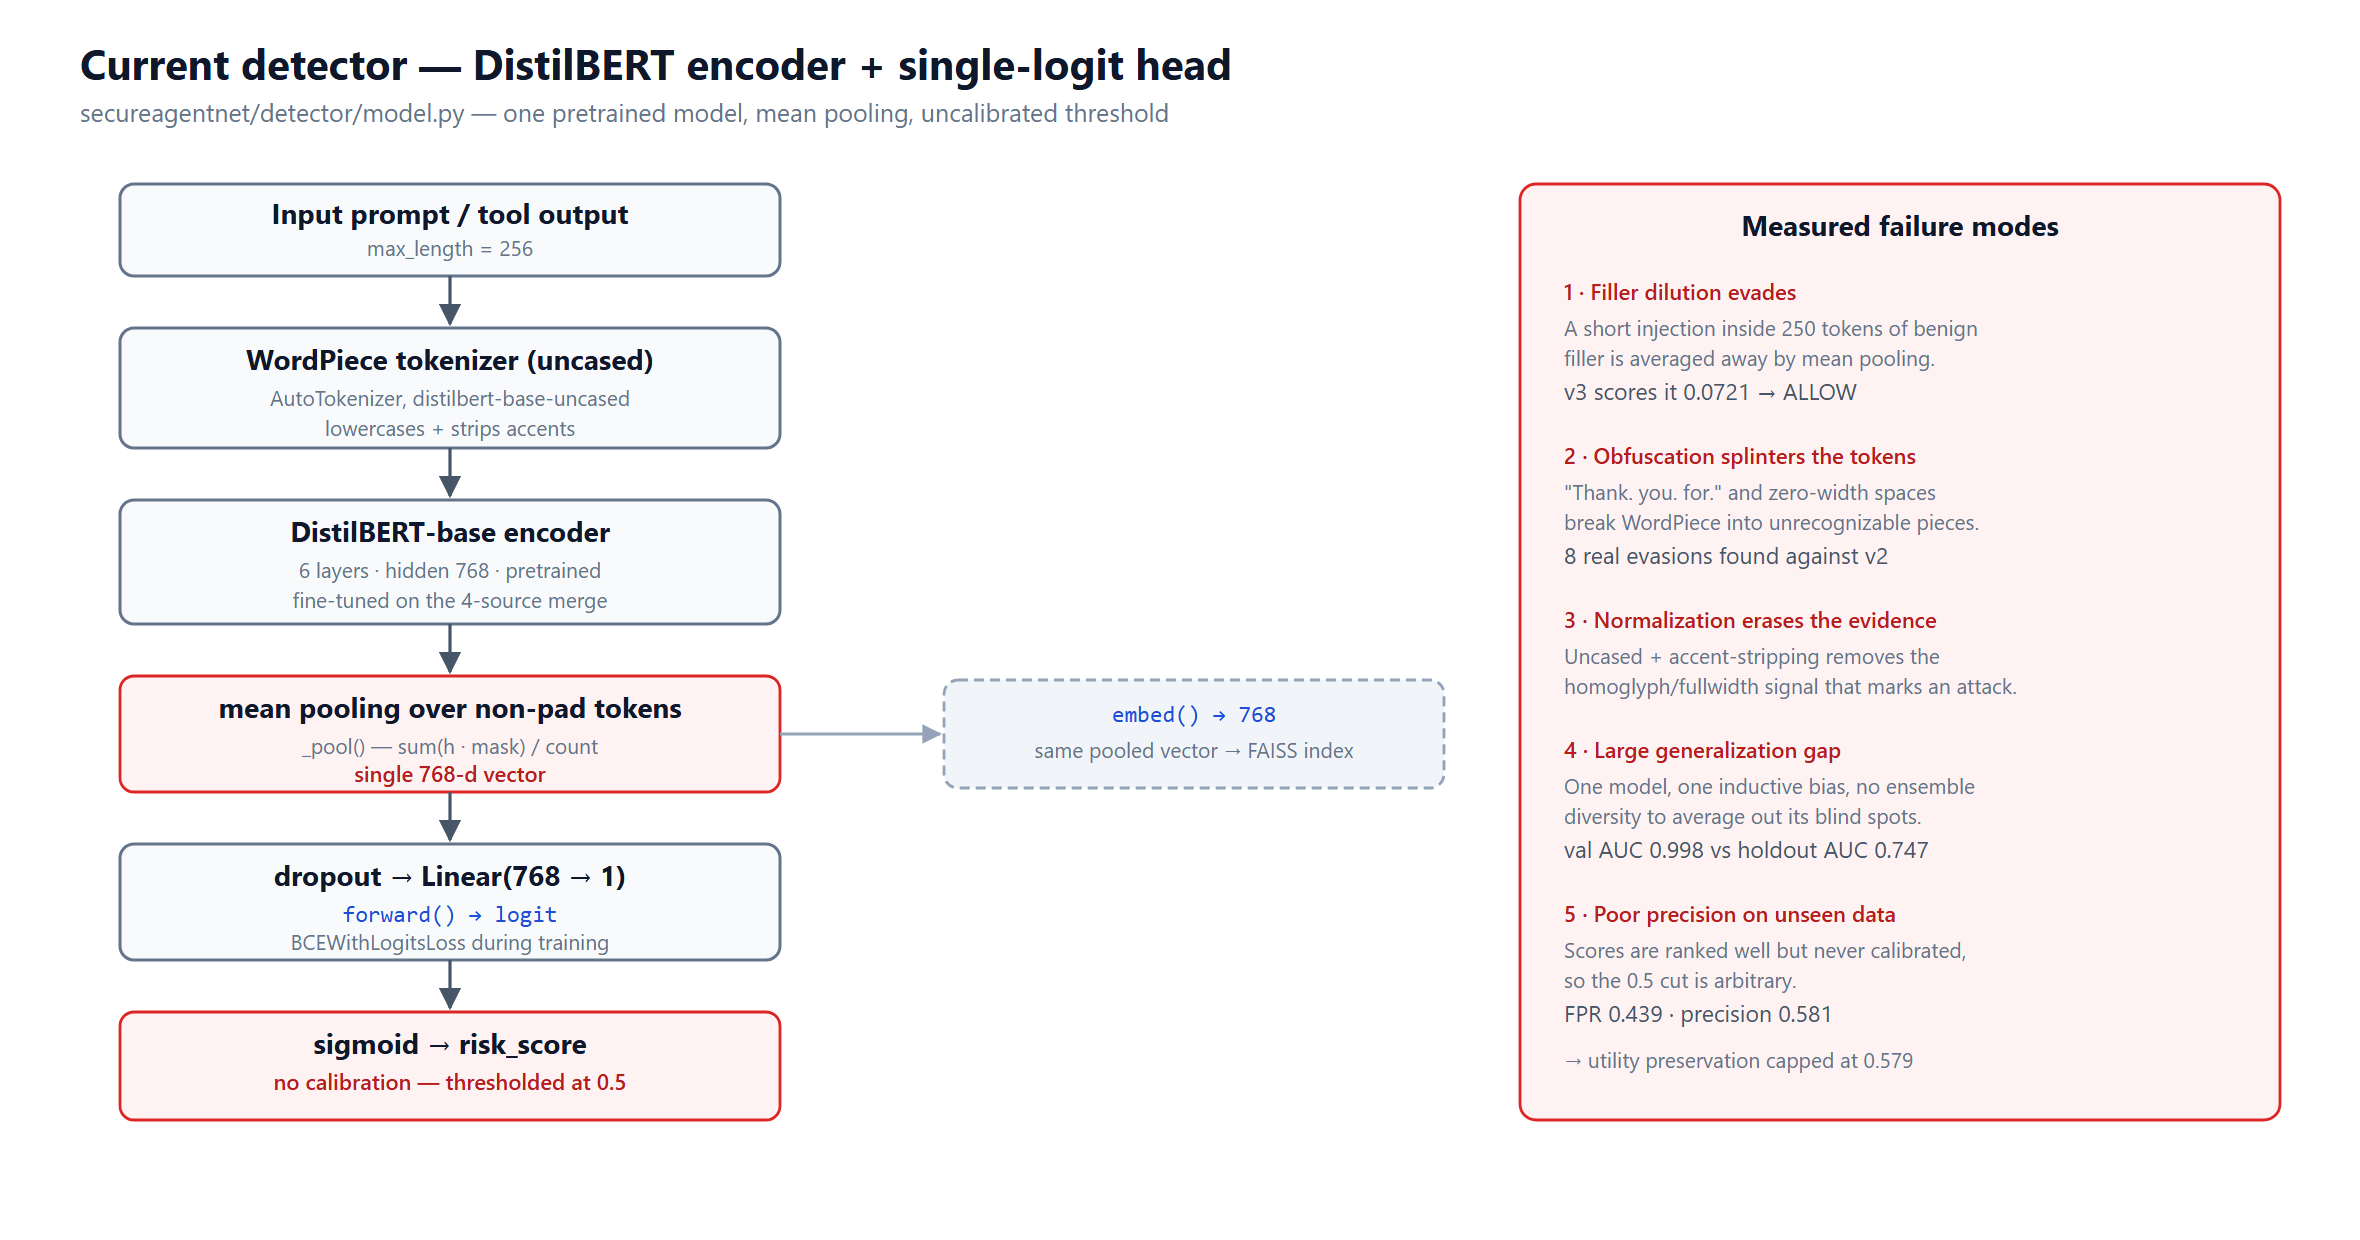 Current detector — DistilBERT encoder + single-logit head
secureagentnet/detector/model.py — one pretrained model, mean pooling, uncalibrated threshold
Input prompt / tool output
max_length = 256
WordPiece tokenizer (uncased)
AutoTokenizer, distilbert-base-uncased
lowercases + strips accents
DistilBERT-base encoder
6 layers · hidden 768 · pretrained
fine-tuned on the 4-source merge
mean pooling over non-pad tokens
_pool() — sum(h · mask) / count
single 768-d vector
embed() → 768
same pooled vector → FAISS index
dropout → Linear(768 → 1)
forward() → logit
BCEWithLogitsLoss during training
sigmoid → risk_score
no calibration — thresholded at 0.5
Measured failure modes
1 · Filler dilution evades
A short injection inside 250 tokens of benign
filler is averaged away by mean pooling.
v3 scores it 0.0721 → ALLOW
2 · Obfuscation splinters the tokens
"Thank. you. for." and zero-width spaces
break WordPiece into unrecognizable pieces.
8 real evasions found against v2
3 · Normalization erases the evidence
Uncased + accent-stripping removes the
homoglyph/fullwidth signal that marks an attack.
4 · Large generalization gap
One model, one inductive bias, no ensemble
diversity to average out its blind spots.
val AUC 0.998 vs holdout AUC 0.747
5 · Poor precision on unseen data
Scores are ranked well but never calibrated,
so the 0.5 cut is arbitrary.
FPR 0.439 · precision 0.581
→ utility preservation capped at 0.579